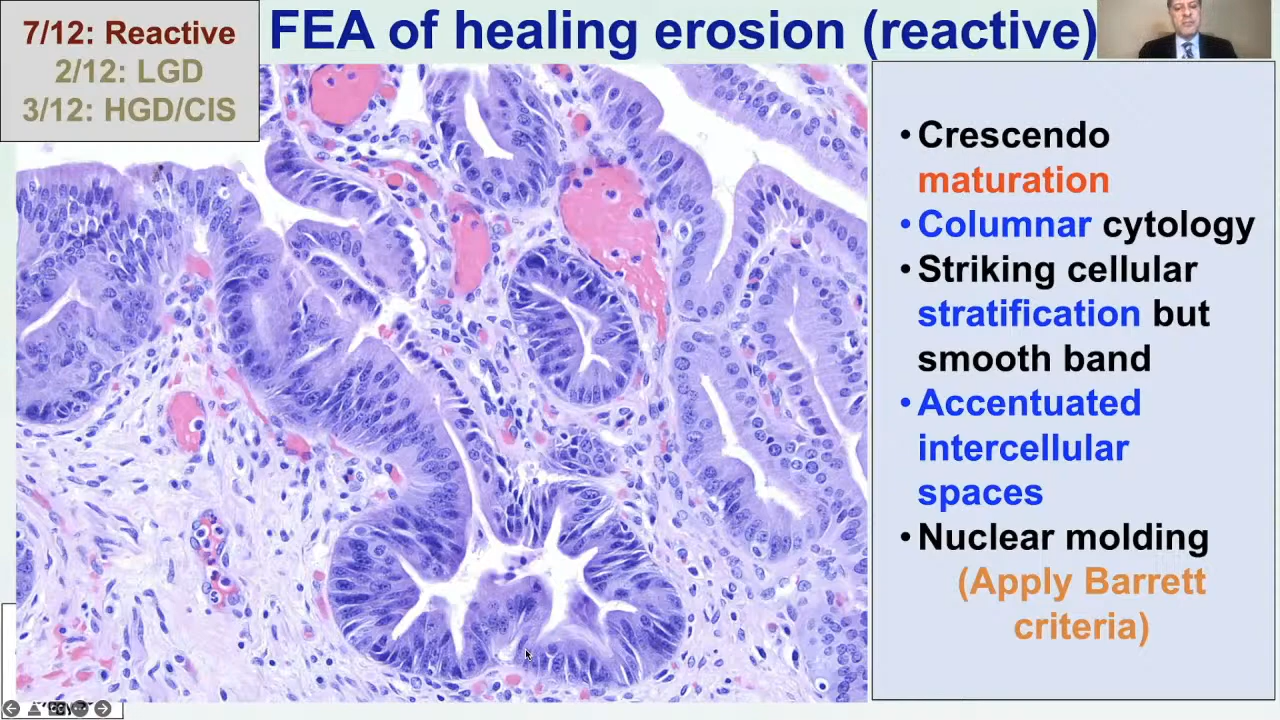 7/12: Reactive
2/12: LGD
3/12: HGD/CIS
FEA of healing erosion (reactive)
• Crescendo
maturation
• Columnar cytology
• Striking cellular
stratification but
smooth band
• Accentuated
intercellular
spaces
• Nuclear molding
(Apply Barrett
criteria)